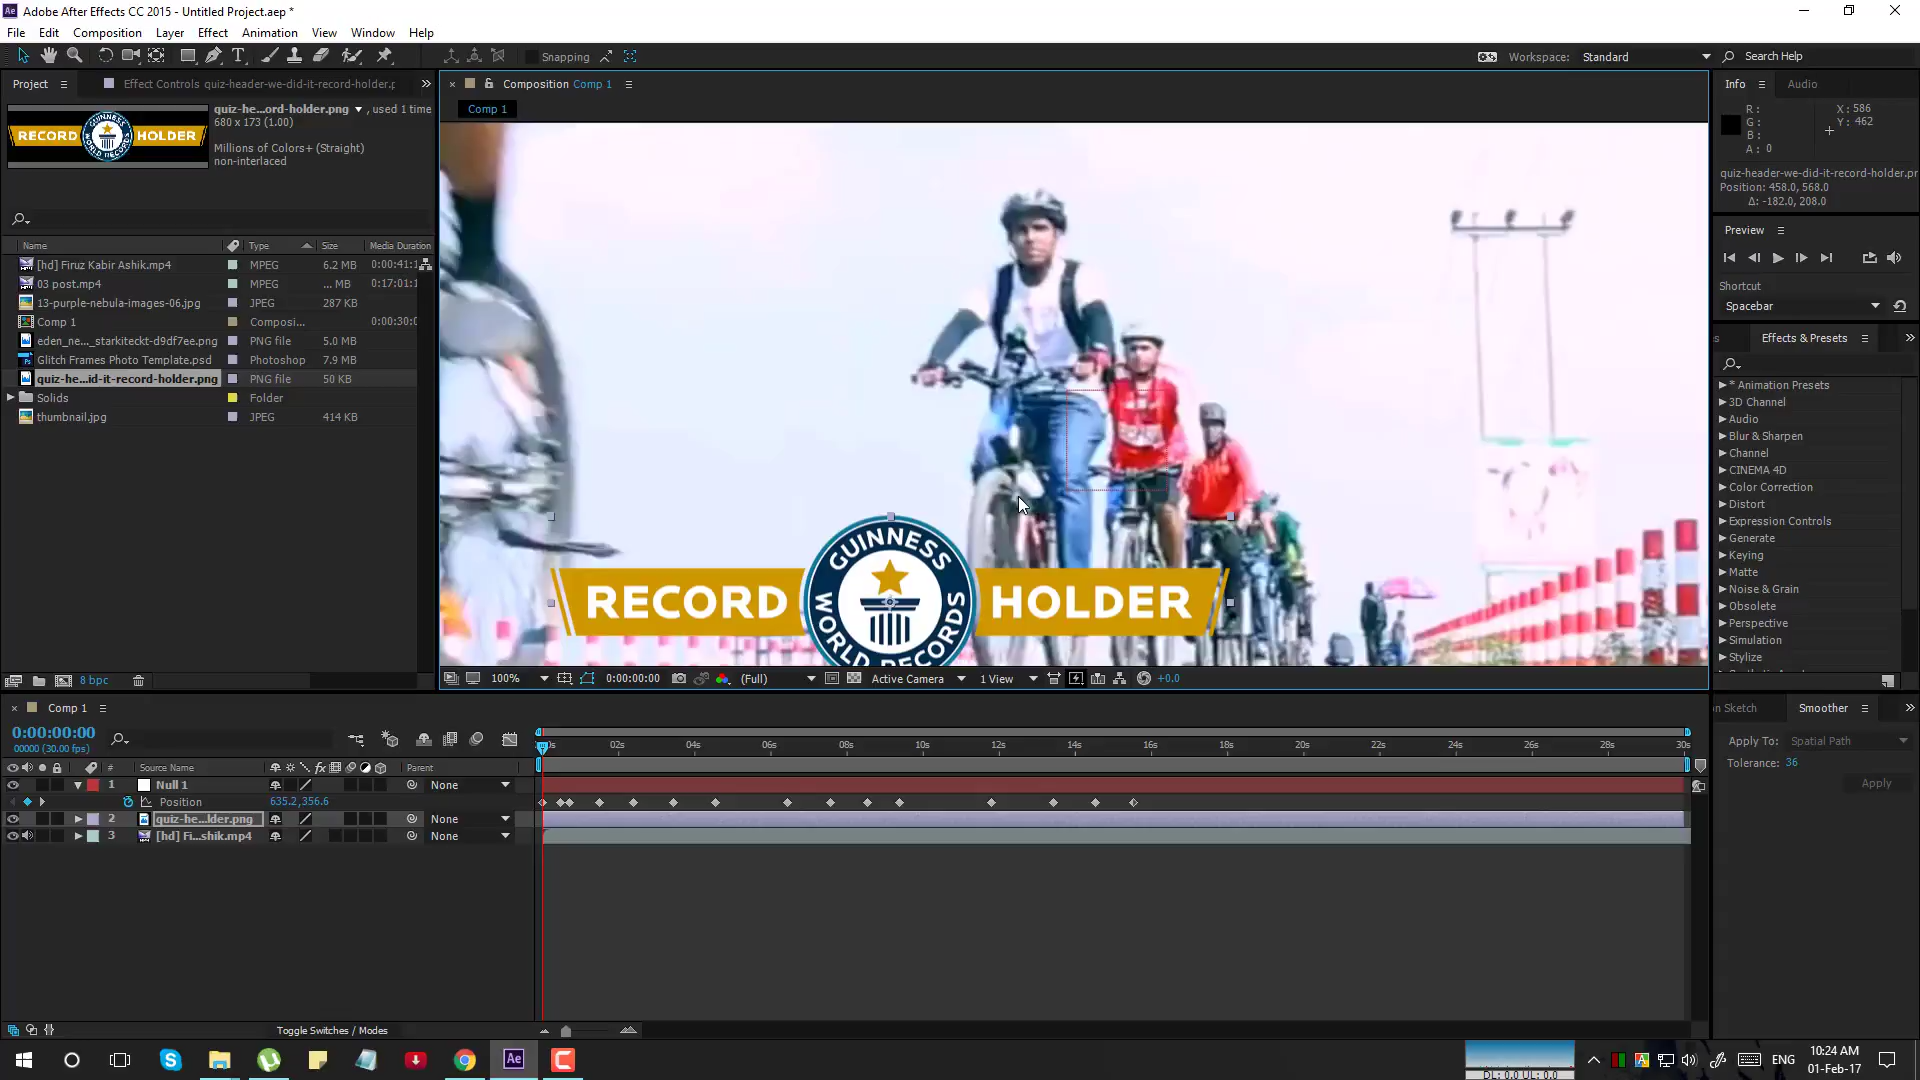 Adobe After Effects CC 2015 - Untitled Project.aep *
File Edit Composition Layer Effect Animation View Window Help
Snapping
Workspace: Standard
Search Help
Project
Effect Controls quiz-header-we-did-it-record-holder.p
Composition Comp 1
Comp 1
Info
Audio
quiz-he...ord-holder.png , used 1 time
680 x 173 (1.00)
Millions of Colors+ (Straight)
non-interlaced
RECORD HOLDER
GUINNESS WORLD RECORDS
R :
G :
B :
A : 0
X : 586
Y : 462
quiz-header-we-did-it-record-holder.pr
Position: 458.0, 568.0
Δ: -182.0, 208.0
Name Type Size Media Duration
[hd] Firuz Kabir Ashik.mp4 MPEG 6.2 MB 0:00:41:1
03 post.mp4 MPEG ... MB 0:17:01:1
13-purple-nebula-images-06.jpg JPEG 287 KB
Comp 1 Composi... 0:00:30:0
eden_ne..._starkiteckt-d9df7ee.png PNG file 5.0 MB
Glitch Frames Photo Template.psd Photoshop 7.9 MB
quiz-he...id-it-record-holder.png PNG file 50 KB
Solids Folder
thumbnail.jpg JPEG 414 KB
8 bpc
GUINNESS
RECORD HOLDER
WORLD RECORDS
100% 0:00:00:00 (Full) Active Camera 1 View +0.0
Preview
Shortcut
Spacebar
Effects & Presets
* Animation Presets
3D Channel
Audio
Blur & Sharpen
Channel
CINEMA 4D
Color Correction
Distort
Expression Controls
Generate
Keying
Matte
Noise & Grain
Obsolete
Perspective
Simulation
Stylize
n Sketch
Smoother
Apply To: Spatial Path
Tolerance: 36
Apply
Comp 1
0:00:00:00
00000 (30.00 fps)
02s 04s 06s 08s 10s 12s 14s 16s 18s 20s 22s 24s 26s 28s 30s
# Source Name fx Parent
1 Null 1 None
Position 635.2,356.6
2 quiz-he...lder.png None
3 [hd] Fi...shik.mp4 None
Toggle Switches / Modes
Ae
DL: 0.0 UL: 0.0
ENG
10:24 AM
01-Feb-17